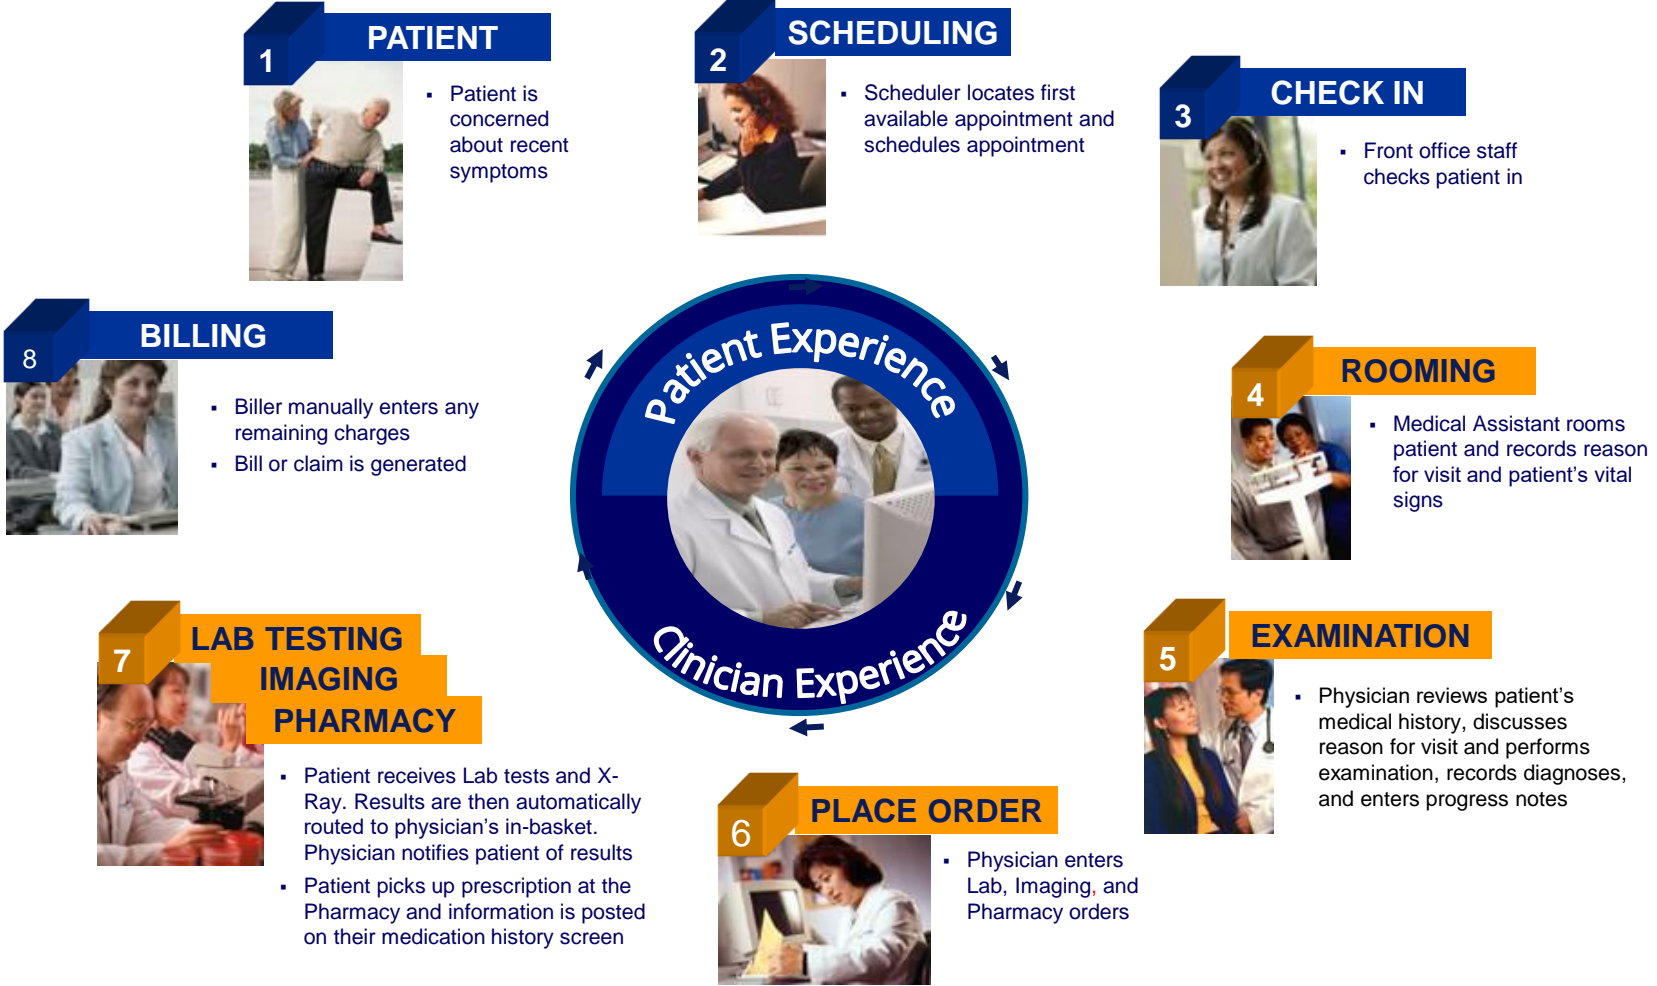 1
PATIENT
▪ Patient is
concerned
about recent
symptoms
2
SCHEDULING
▪ Scheduler locates first
available appointment and
schedules appointment
3
CHECK IN
▪ Front office staff
checks patient in
4
ROOMING
▪ Medical Assistant rooms
patient and records reason
for visit and patient’s vital
signs
5
EXAMINATION
▪ Physician reviews patient’s
medical history, discusses
reason for visit and performs
examination, records diagnoses,
and enters progress notes
6
PLACE ORDER
▪ Physician enters
Lab, Imaging, and
Pharmacy orders
7
LAB TESTING
IMAGING
PHARMACY
▪ Patient receives Lab tests and X-
Ray. Results are then automatically
routed to physician’s in-basket.
Physician notifies patient of results
▪ Patient picks up prescription at the
Pharmacy and information is posted
on their medication history screen
8
BILLING
▪ Biller manually enters any
remaining charges
▪ Bill or claim is generated
Patient Experience
Clinician Experience